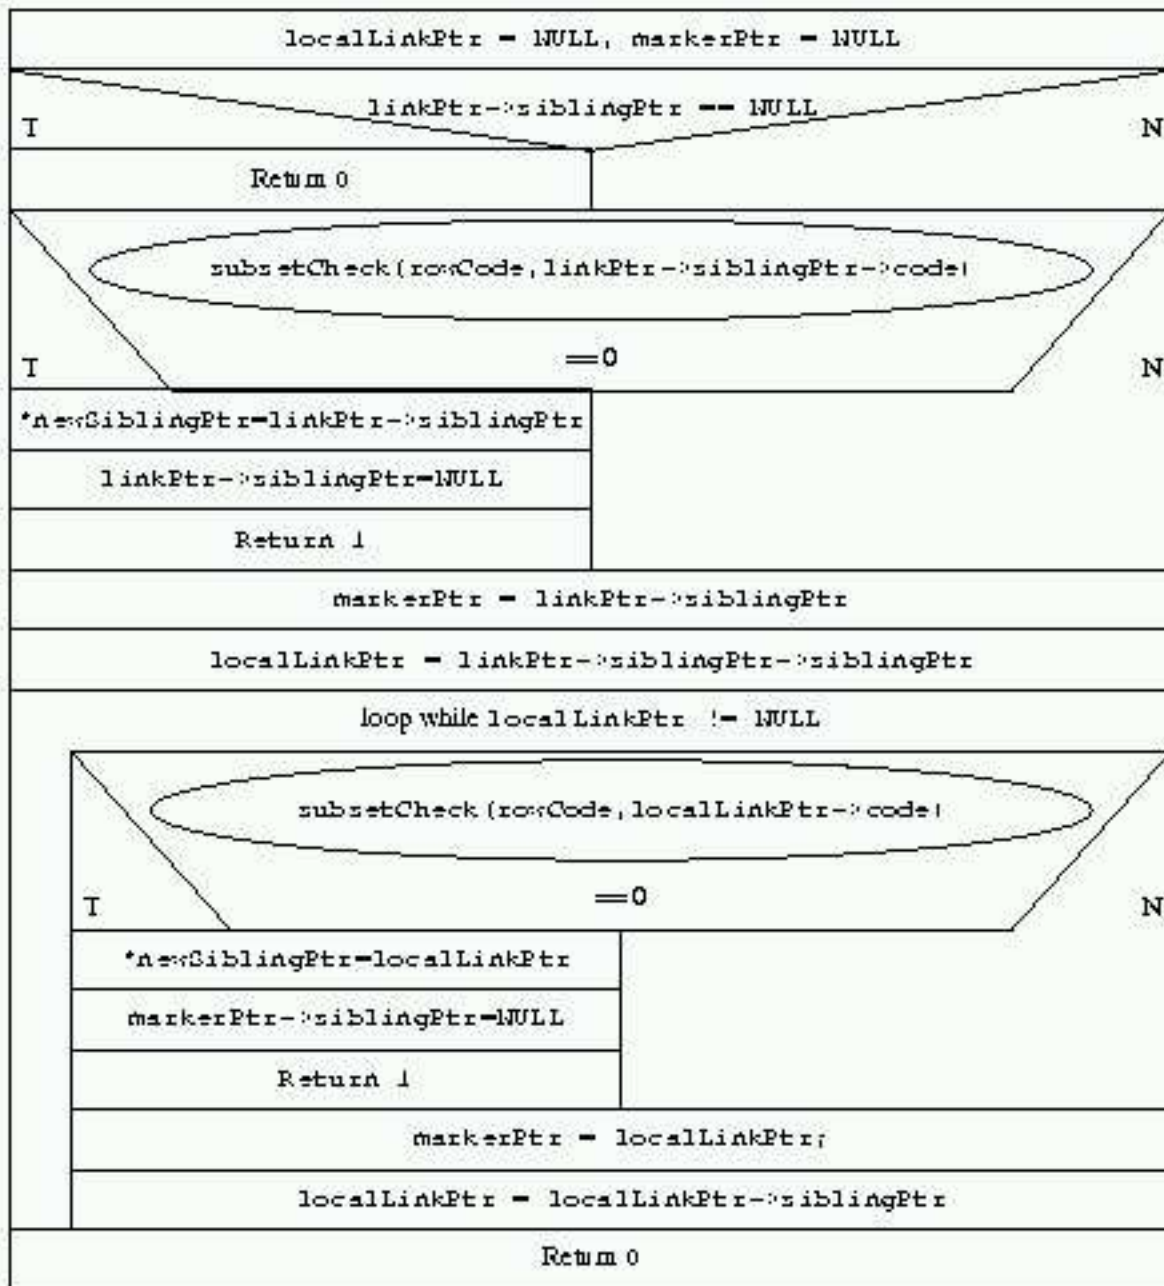 localLinkPtr = NULL, markerPtr = NULL
linkPtr->siblingPtr == NULL
T
N
Return 0
subsetCheck(rowCode,linkPtr->siblingPtr->code)
==0
T
N
*newSiblingPtr=linkPtr->siblingPtr
linkPtr->siblingPtr=NULL
Return 1
markerPtr = linkPtr->siblingPtr
localLinkPtr = linkPtr->siblingPtr->siblingPtr
loop while localLinkPtr != NULL
subsetCheck(rowCode,localLinkPtr->code)
==0
T
N
*newSiblingPtr=localLinkPtr
markerPtr->siblingPtr=NULL
Return 1
markerPtr = localLinkPtr;
localLinkPtr = localLinkPtr->siblingPtr
Return 0